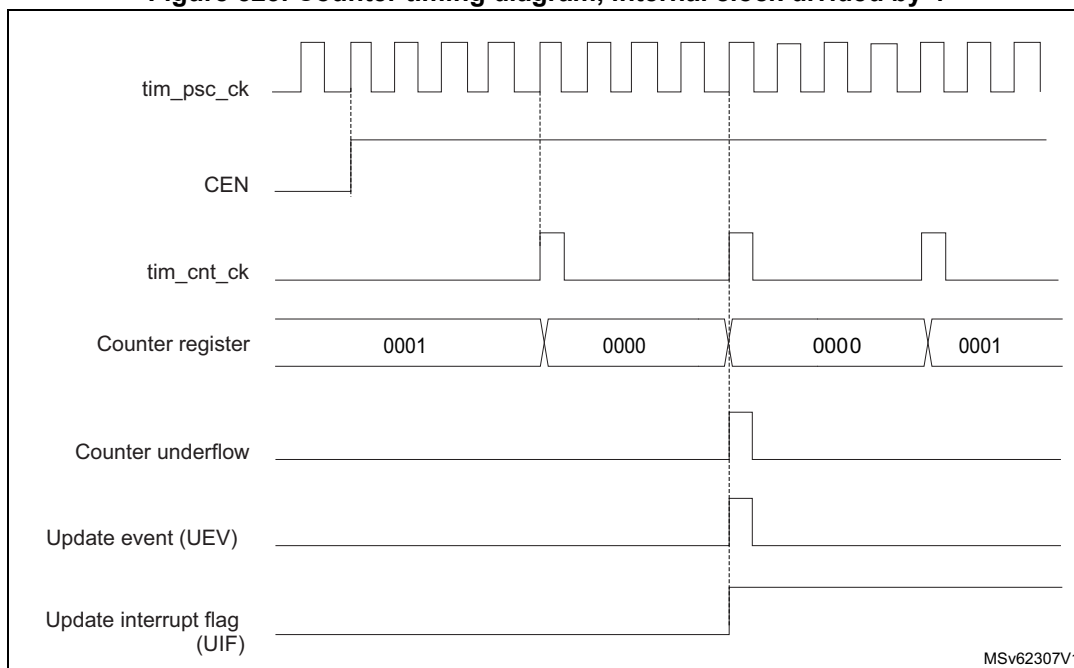 tim_psc_ck
CEN
tim_cnt_ck
Counter register 0001 0000 0000 0001
Counter underflow
Update event (UEV)
Update interrupt flag
(UIF)